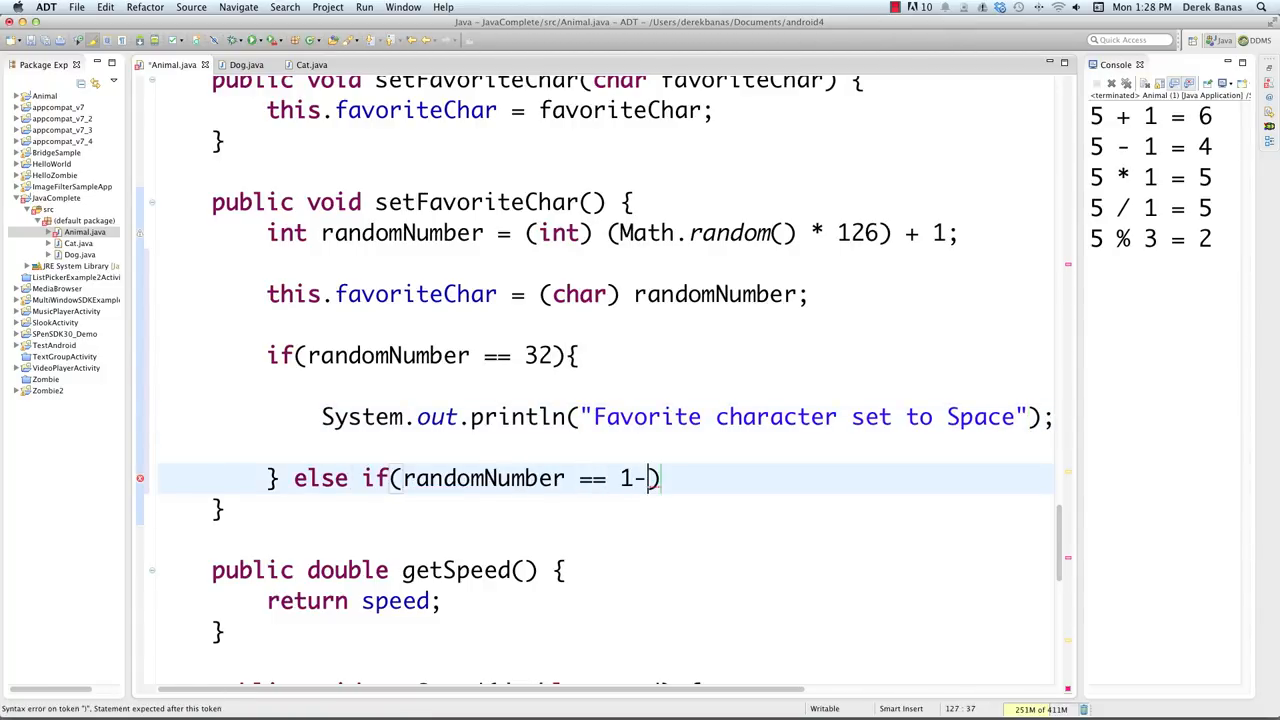 ADT File Edit Refactor Source Navigate Search Project Run Window Help 10 Mon 1:28 PM Derek Banas
Java - JavaComplete/src/Animal.java - ADT - /Users/derekbanas/Documents/android4
Quick Access Java DDMS
Package Exp
*Animal.java Dog.java Cat.java
Console
<terminated> Animal (1) [Java Application] /S
Animal
appcompat_v7
appcompat_v7_2
appcompat_v7_3
appcompat_v7_4
BridgeSample
HelloWorld
HelloZombie
ImageFilterSampleApp
JavaComplete
src
(default package)
Animal.java
Cat.java
Dog.java
JRE System Library [
ListPickerExample2Activi
MediaBrowser
MultiWindowSDKExample
MusicPlayerActivity
SlookActivity
SPenSDK30_Demo
TestAndroid
TextGroupActivity
VideoPlayerActivity
Zombie
Zombie2
public void setFavoriteChar(char favoriteChar) {
this.favoriteChar = favoriteChar;
}
public void setFavoriteChar() {
int randomNumber = (int) (Math.random() * 126) + 1;
this.favoriteChar = (char) randomNumber;
if(randomNumber == 32){
System.out.println("Favorite character set to Space");
} else if(randomNumber == 1-)
}
public double getSpeed() {
return speed;
}
5 + 1 = 6
5 - 1 = 4
5 * 1 = 5
5 / 1 = 5
5 % 3 = 2
Syntax error on token ")", Statement expected after this token
Writable Smart Insert 127 : 37 251M of 411M